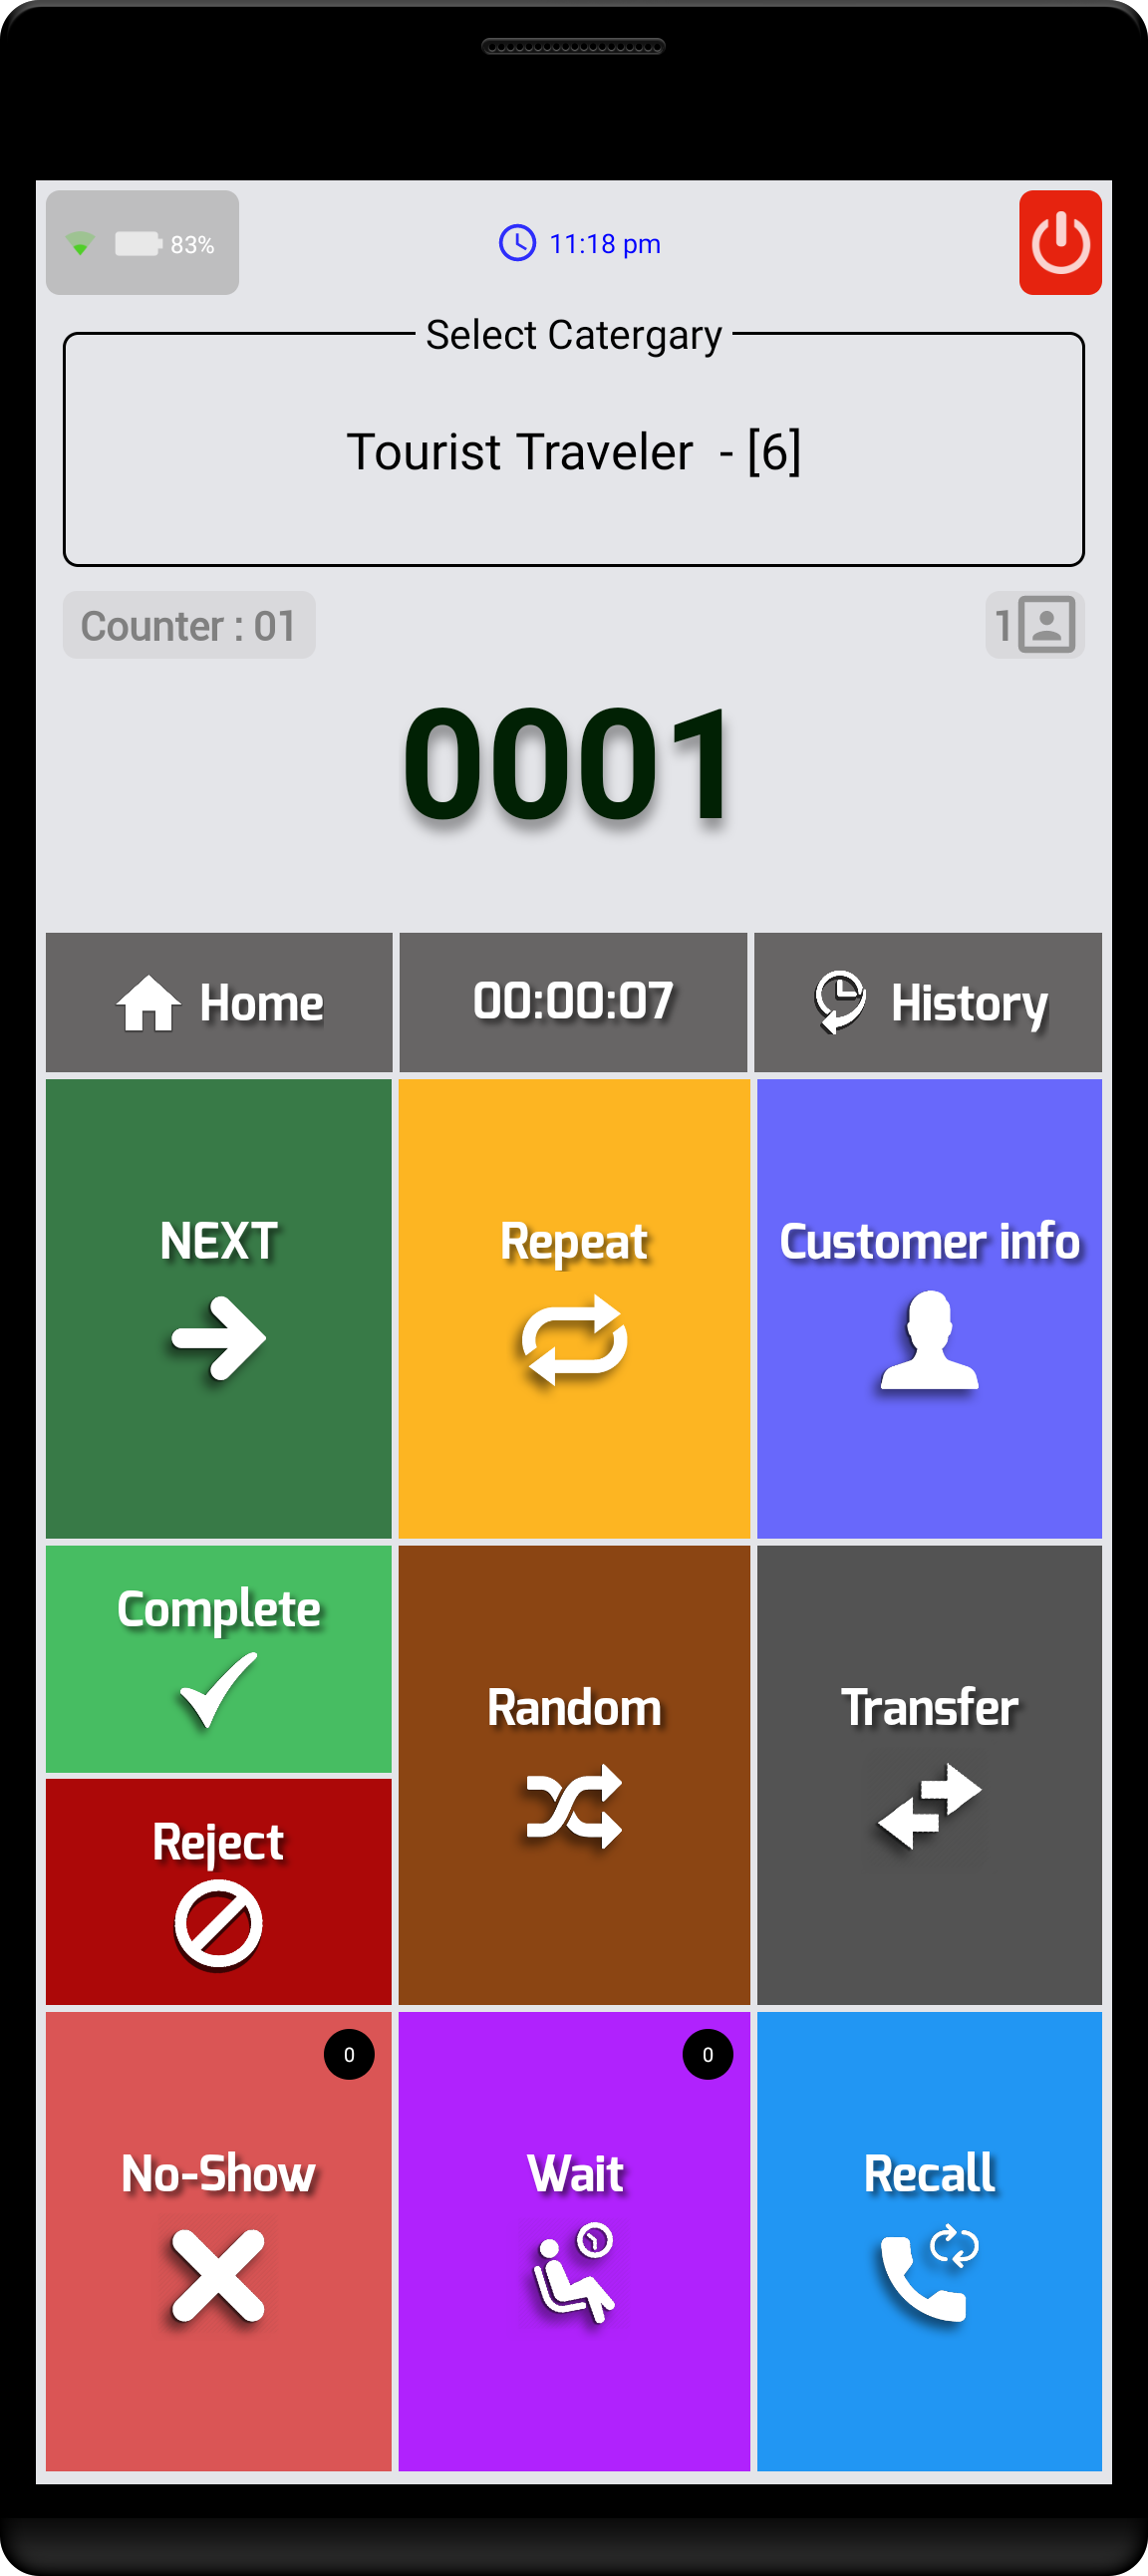 83%
11:18 pm
Select Catergary
Tourist Traveler - [6]
Counter : 01
1
0001
Home
00:00:07
History
NEXT
Repeat
Customer info
Complete
Random
Transfer
Reject
0
0
No-Show
Wait
Recall